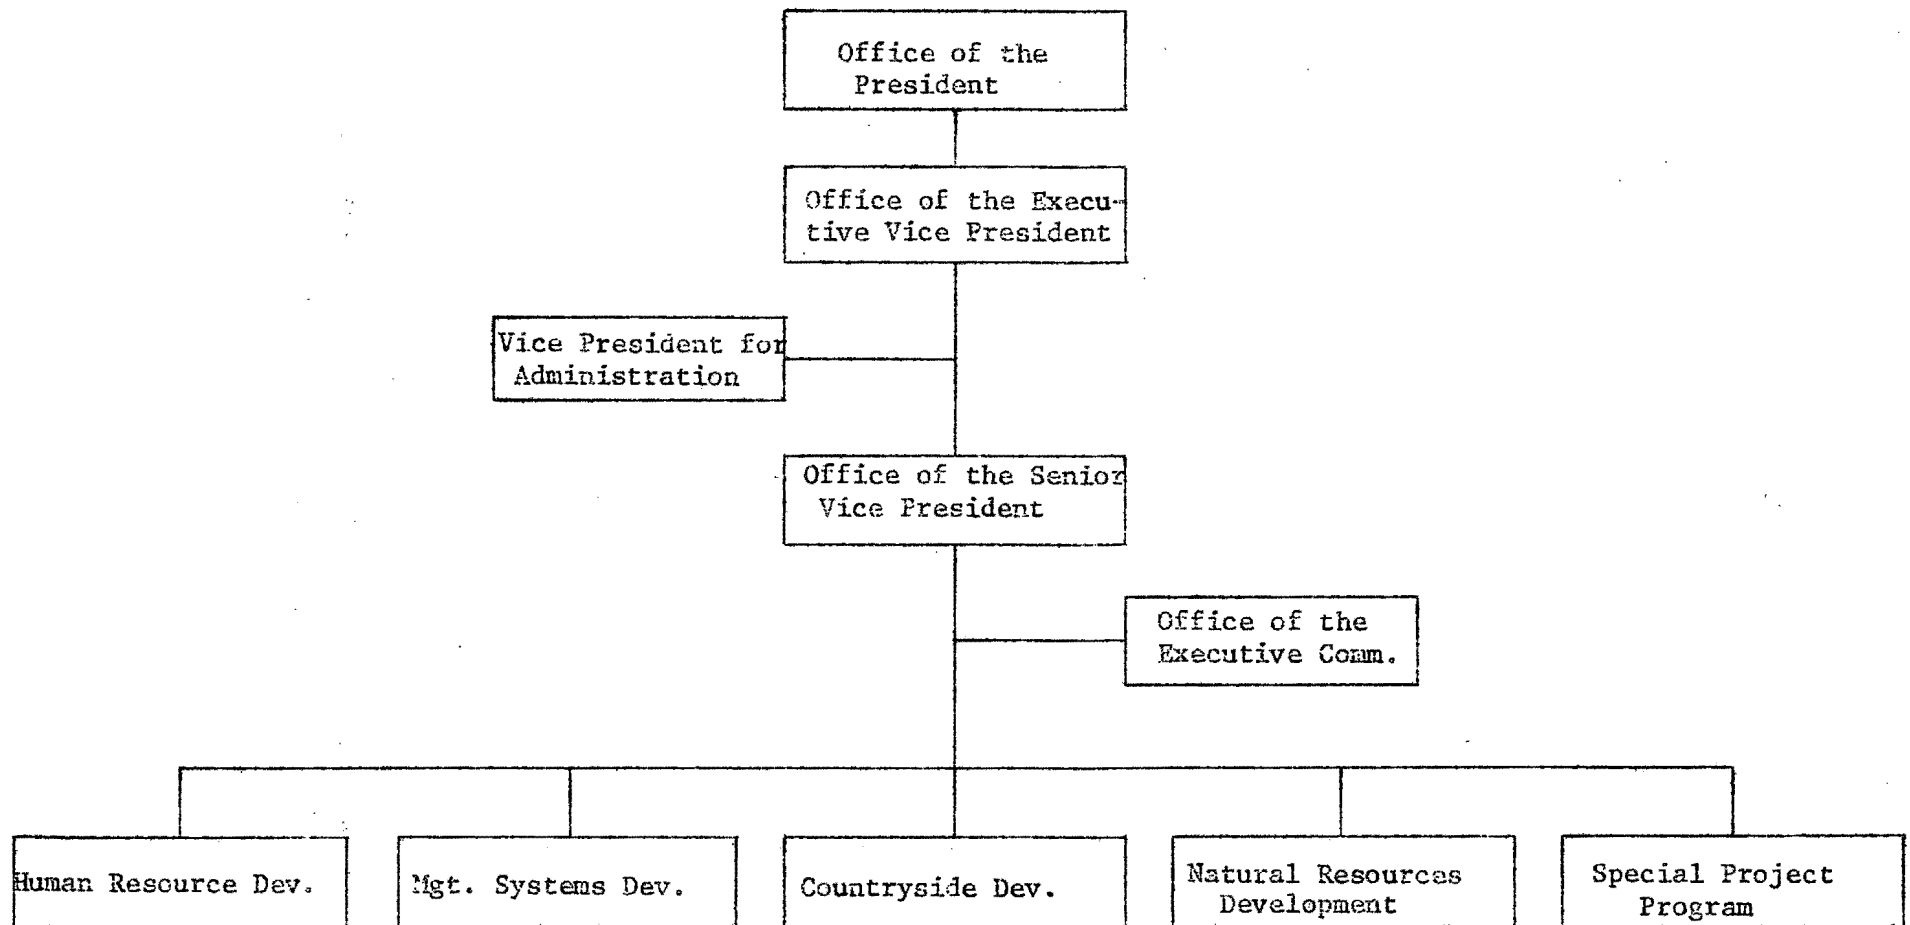 Office of the
President
Office of the Execu-
tive Vice President
Vice President for
Administration
Office of the Senior
Vice President
Office of the
Executive Comm.
Human Resource Dev.
Mgt. Systems Dev.
Countryside Dev.
Natural Resources
Development
Special Project
Program